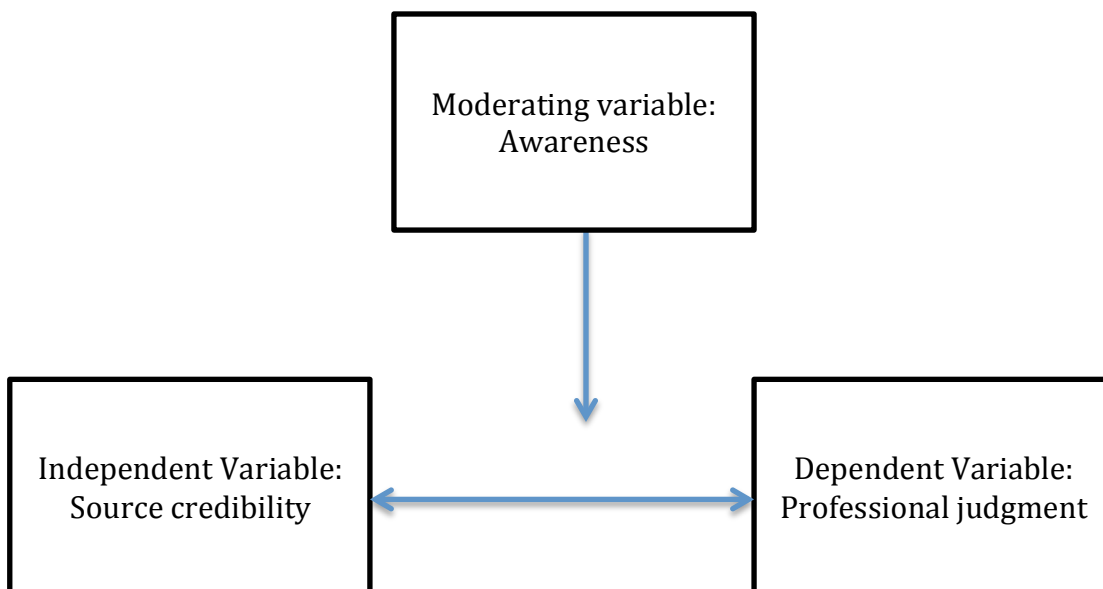 Moderating variable:
Awareness
Independent Variable:
Source credibility
Dependent Variable:
Professional judgment